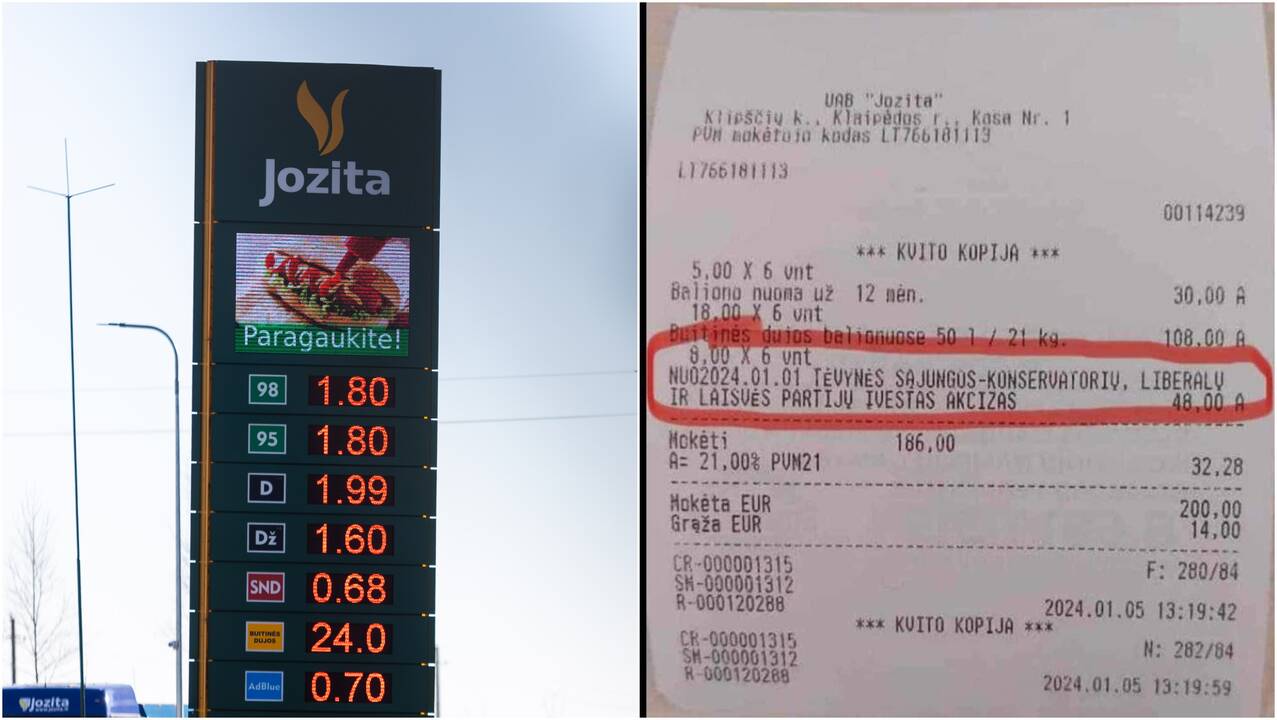 Jozita
Paragaukite!
98 1.80
95 1.80
D 1.99
Dž 1.60
SND 0.68
BUITINĖS
DUJOS 24.0
AdBlue 0.70
Jozita
UAB "Jozita"
Klipščių k., Klaipėdos r., Kasa Nr. 1
PVM mokėtojo kodas LT766181113
LT766181113
00114239
*** KVITO KOPIJA ***
5,00 X 6 vnt
Baliono nuoma už 12 mėn. 30,00 A
18,00 X 6 vnt
Buitinės dujos balionuose 50 l / 21 kg. 108,00 A
8,00 X 6 vnt
NUO2024.01.01 TĖVYNĖS SĄJUNGOS-KONSERVATORIŲ, LIBERALŲ
IR LAISVĖS PARTIJŲ ĮVESTAS AKCIZAS 48,00 A
Mokėti 186,00
A= 21,00% PVM21 32,28
Mokėta EUR 200,00
Grąža EUR 14,00
CR-000001315
SM-000001312 F: 280/84
R-000120288
2024.01.05 13:19:42
*** KVITO KOPIJA ***
CR-000001315
SM-000001312 N: 282/84
R-000120288
2024.01.05 13:19:59